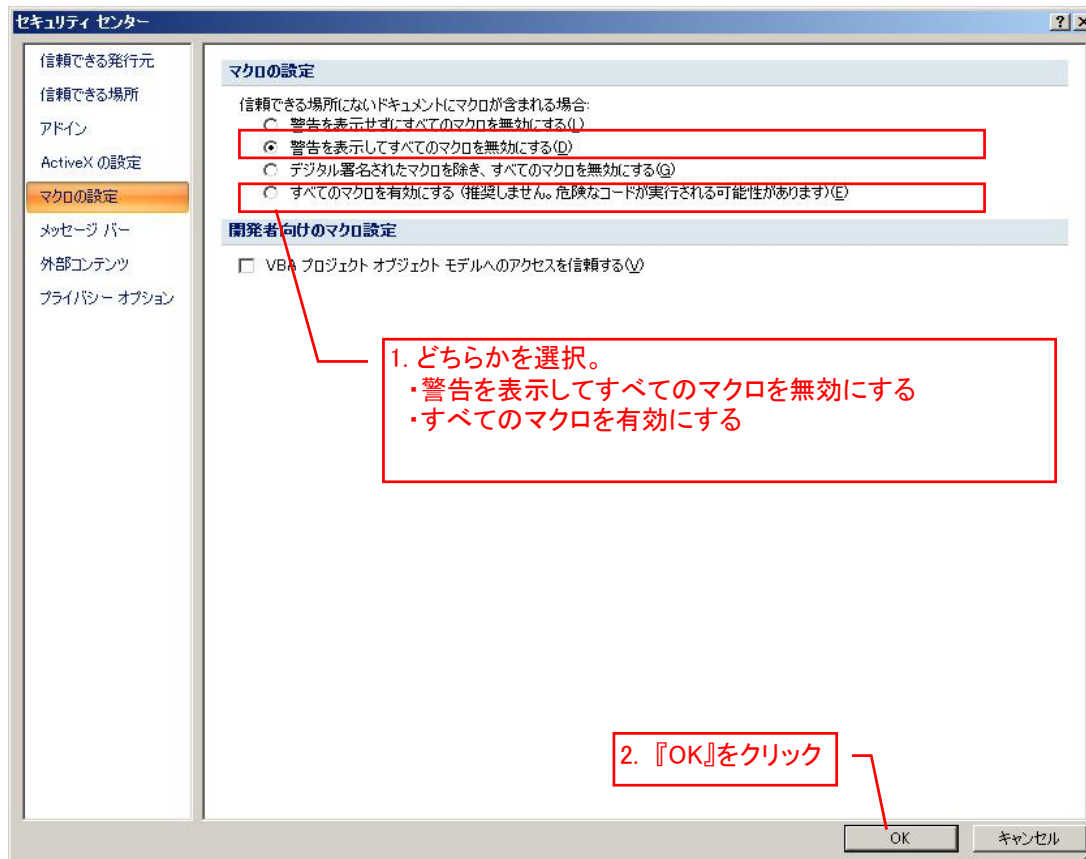 セキュリティ センター
信頼できる発行元
信頼できる場所
アドイン
ActiveX の設定
マクロの設定
メッセージ バー
外部コンテンツ
プライバシー オプション
マクロの設定
信頼できる場所にないドキュメントにマクロが含まれる場合:
警告を表示せずにすべてのマクロを無効にする(L)
警告を表示してすべてのマクロを無効にする(D)
デジタル署名されたマクロを除き、すべてのマクロを無効にする(G)
すべてのマクロを有効にする (推奨しません。危険なコードが実行される可能性があります)(E)
開発者向けのマクロ設定
VBA プロジェクト オブジェクト モデルへのアクセスを信頼する(V)
1. どちらかを選択。
・警告を表示してすべてのマクロを無効にする
・すべてのマクロを有効にする
2. 『OK』をクリック
OK
キャンセル